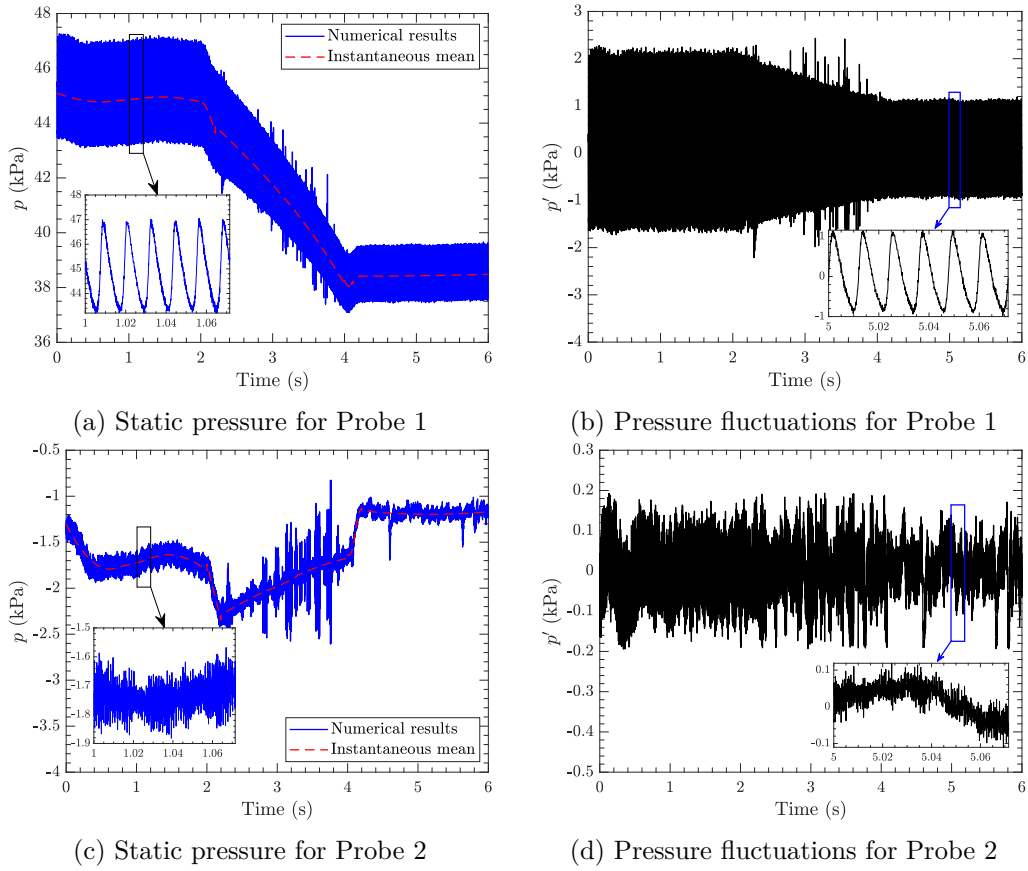 48
46
44
42
40
38
36
p (kPa)
Numerical results
Instantaneous mean
48
47
46
45
44
1 1.02 1.04 1.06
0 1 2 3 4 5 6
Time (s)
(a) Static pressure for Probe 1
3
2
1
0
-1
-2
-3
-4
p′ (kPa)
1
0
-1
5 5.02 5.04 5.06
0 1 2 3 4 5 6
Time (s)
(b) Pressure fluctuations for Probe 1
-0.5
-1
-1.5
-2
-2.5
-3
-3.5
-4
p (kPa)
-1.5
-1.6
-1.7
-1.8
-1.9
1 1.02 1.04 1.06
Numerical results
Instantaneous mean
0 1 2 3 4 5 6
Time (s)
(c) Static pressure for Probe 2
0.3
0.2
0.1
0
-0.1
-0.2
-0.3
-0.4
-0.5
p′ (kPa)
0.1
0
-0.1
5 5.02 5.04 5.06
0 1 2 3 4 5 6
Time (s)
(d) Pressure fluctuations for Probe 2